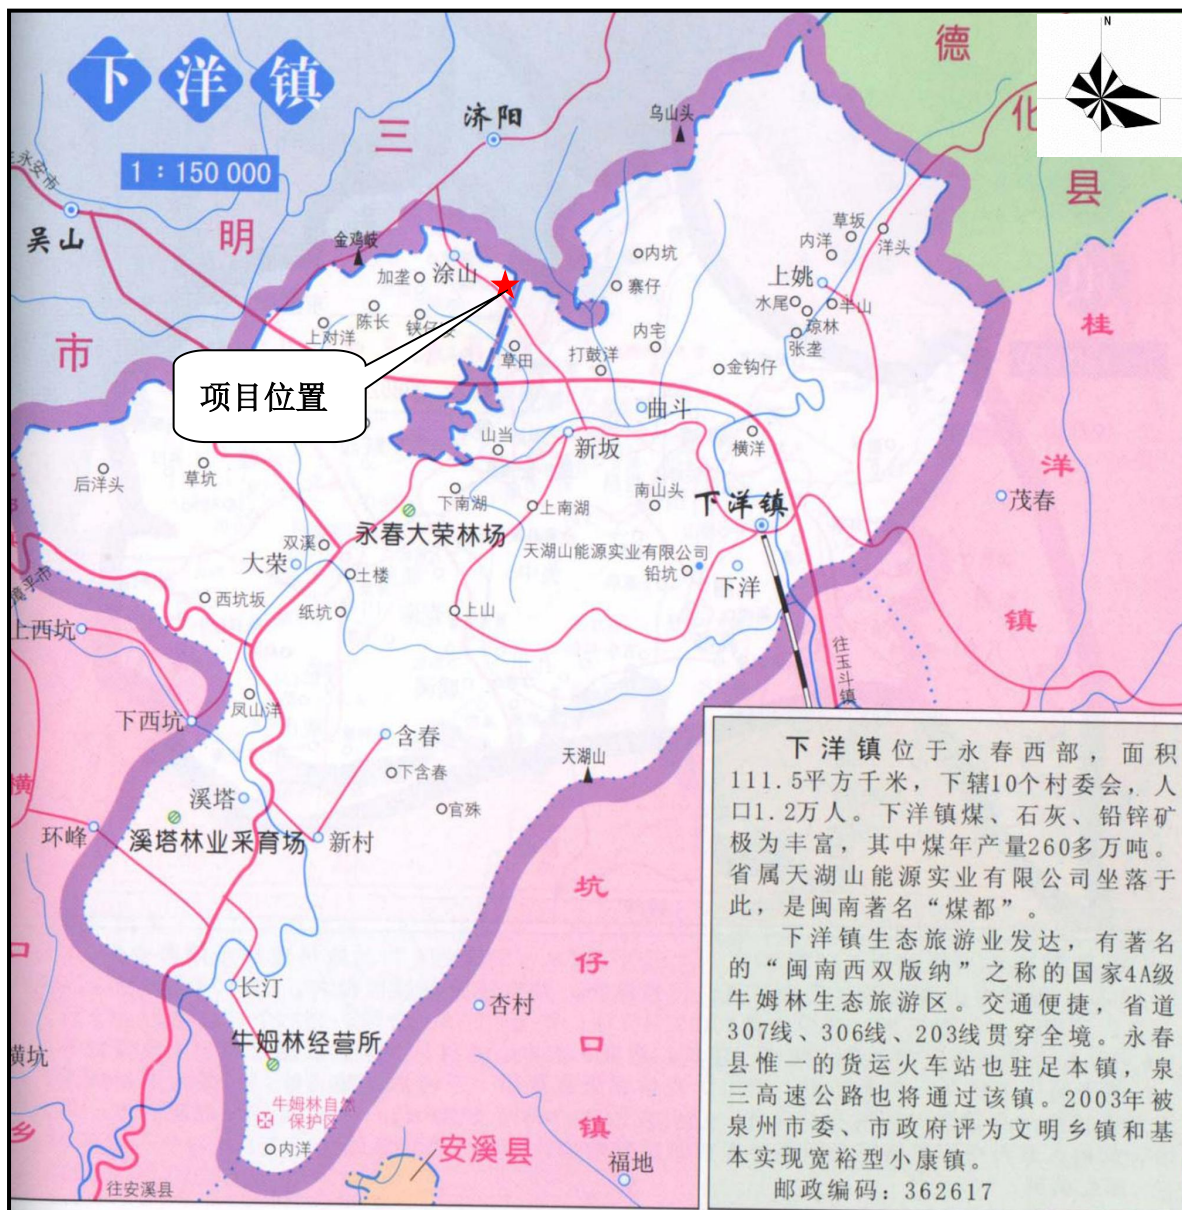 下洋镇
1：150 000
N
德
化
县
三
明
市
济阳
乌山头
吴山
金鸡岐
加垄
涂山
内坑
寨仔
草坂
内洋
洋头
上姚
水尾
半山
琼林
张垄
陈长
上对洋
草田
打鼓洋
内宅
金钩仔
项目位置
曲斗
横洋
山当
新坂
桂
洋
镇
茂春
后洋头
草坑
下南湖
上南湖
南山头
下洋镇
永春大荣林场
双溪
大荣
天湖山能源实业有限公司
铅坑
下洋
土楼
西坑坂
纸坑
上山
漳平市
上西坑
往玉斗镇
下西坑
凤山洋
含春
下含春
官殊
天湖山
横
溪塔
溪塔林业采育场
环峰
新村
口
坑
仔
口
镇
长汀
杏村
牛姆林经营所
横坑
牛姆林自然
保护区
内洋
乡
安溪县
福地
往安溪县
下洋镇位于永春西部，面积
111.5平方千米，下辖10个村委会，人
口1.2万人。下洋镇煤、石灰、铅锌矿
极为丰富，其中煤年产量260多万吨。
省属天湖山能源实业有限公司坐落于
此，是闽南著名“煤都”。
下洋镇生态旅游业发达，有著名
的“闽南西双版纳”之称的国家4A级
牛姆林生态旅游区。交通便捷，省道
307线、306线、203线贯穿全境。永春
县惟一的货运火车站也驻足本镇，泉
三高速公路也将通过该镇。2003年被
泉州市委、市政府评为文明乡镇和基
本实现宽裕型小康镇。
邮政编码：362617